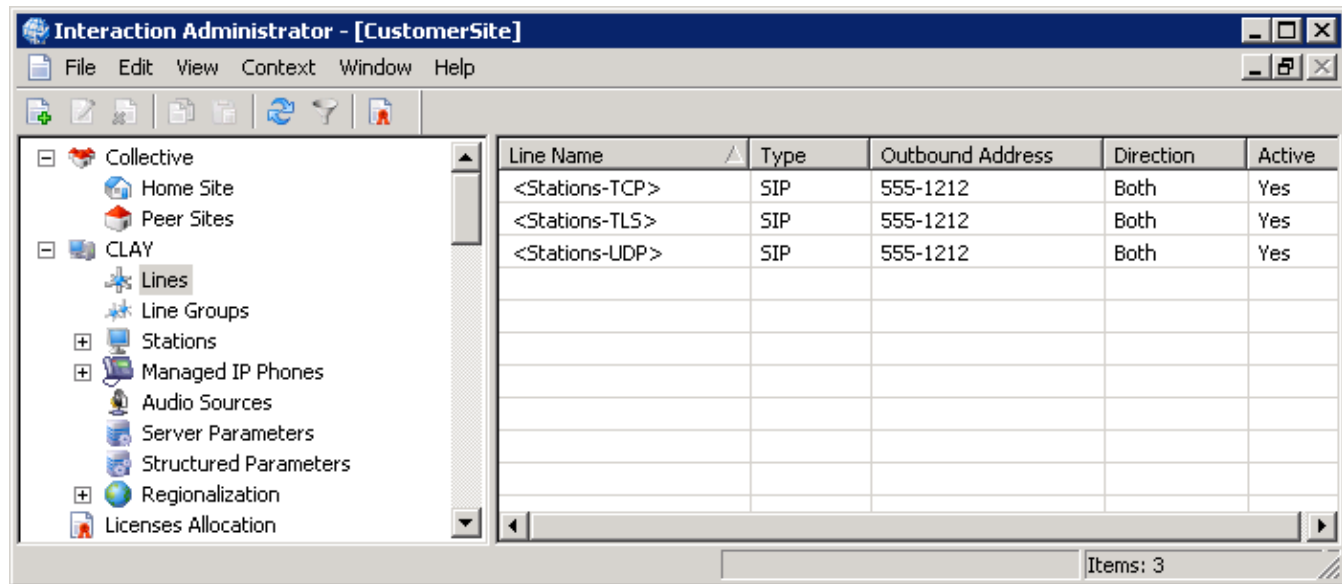 Interaction Administrator - [CustomerSite]
File Edit View Context Window Help
Collective
Home Site
Peer Sites
CLAY
Lines
Line Groups
Stations
Managed IP Phones
Audio Sources
Server Parameters
Structured Parameters
Regionalization
Licenses Allocation
Line Name Type Outbound Address Direction Active
<Stations-TCP> SIP 555-1212 Both Yes
<Stations-TLS> SIP 555-1212 Both Yes
<Stations-UDP> SIP 555-1212 Both Yes
Items: 3